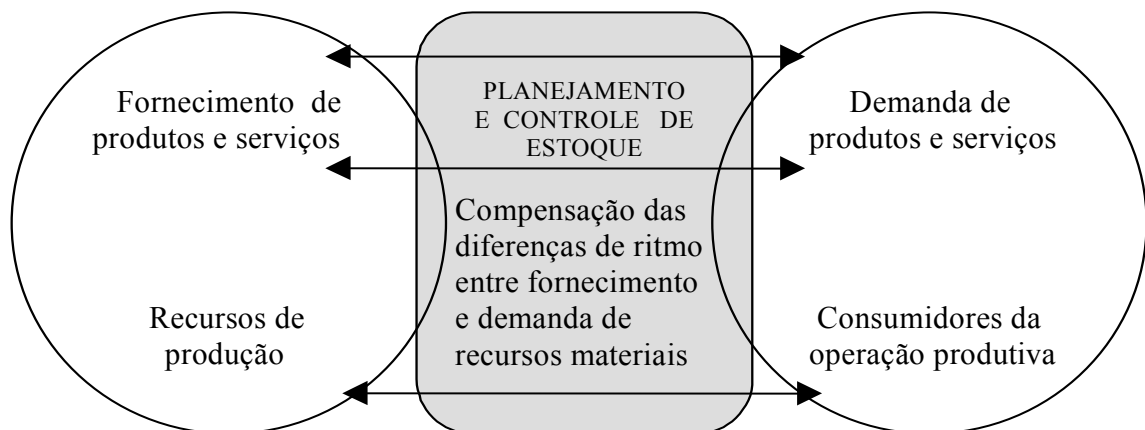 Fornecimento de
produtos e serviços
Recursos de
produção
PLANEJAMENTO
E CONTROLE DE
ESTOQUE
Compensação das
diferenças de ritmo
entre fornecimento
e demanda de
recursos materiais
Demanda de
produtos e serviços
Consumidores da
operação produtiva